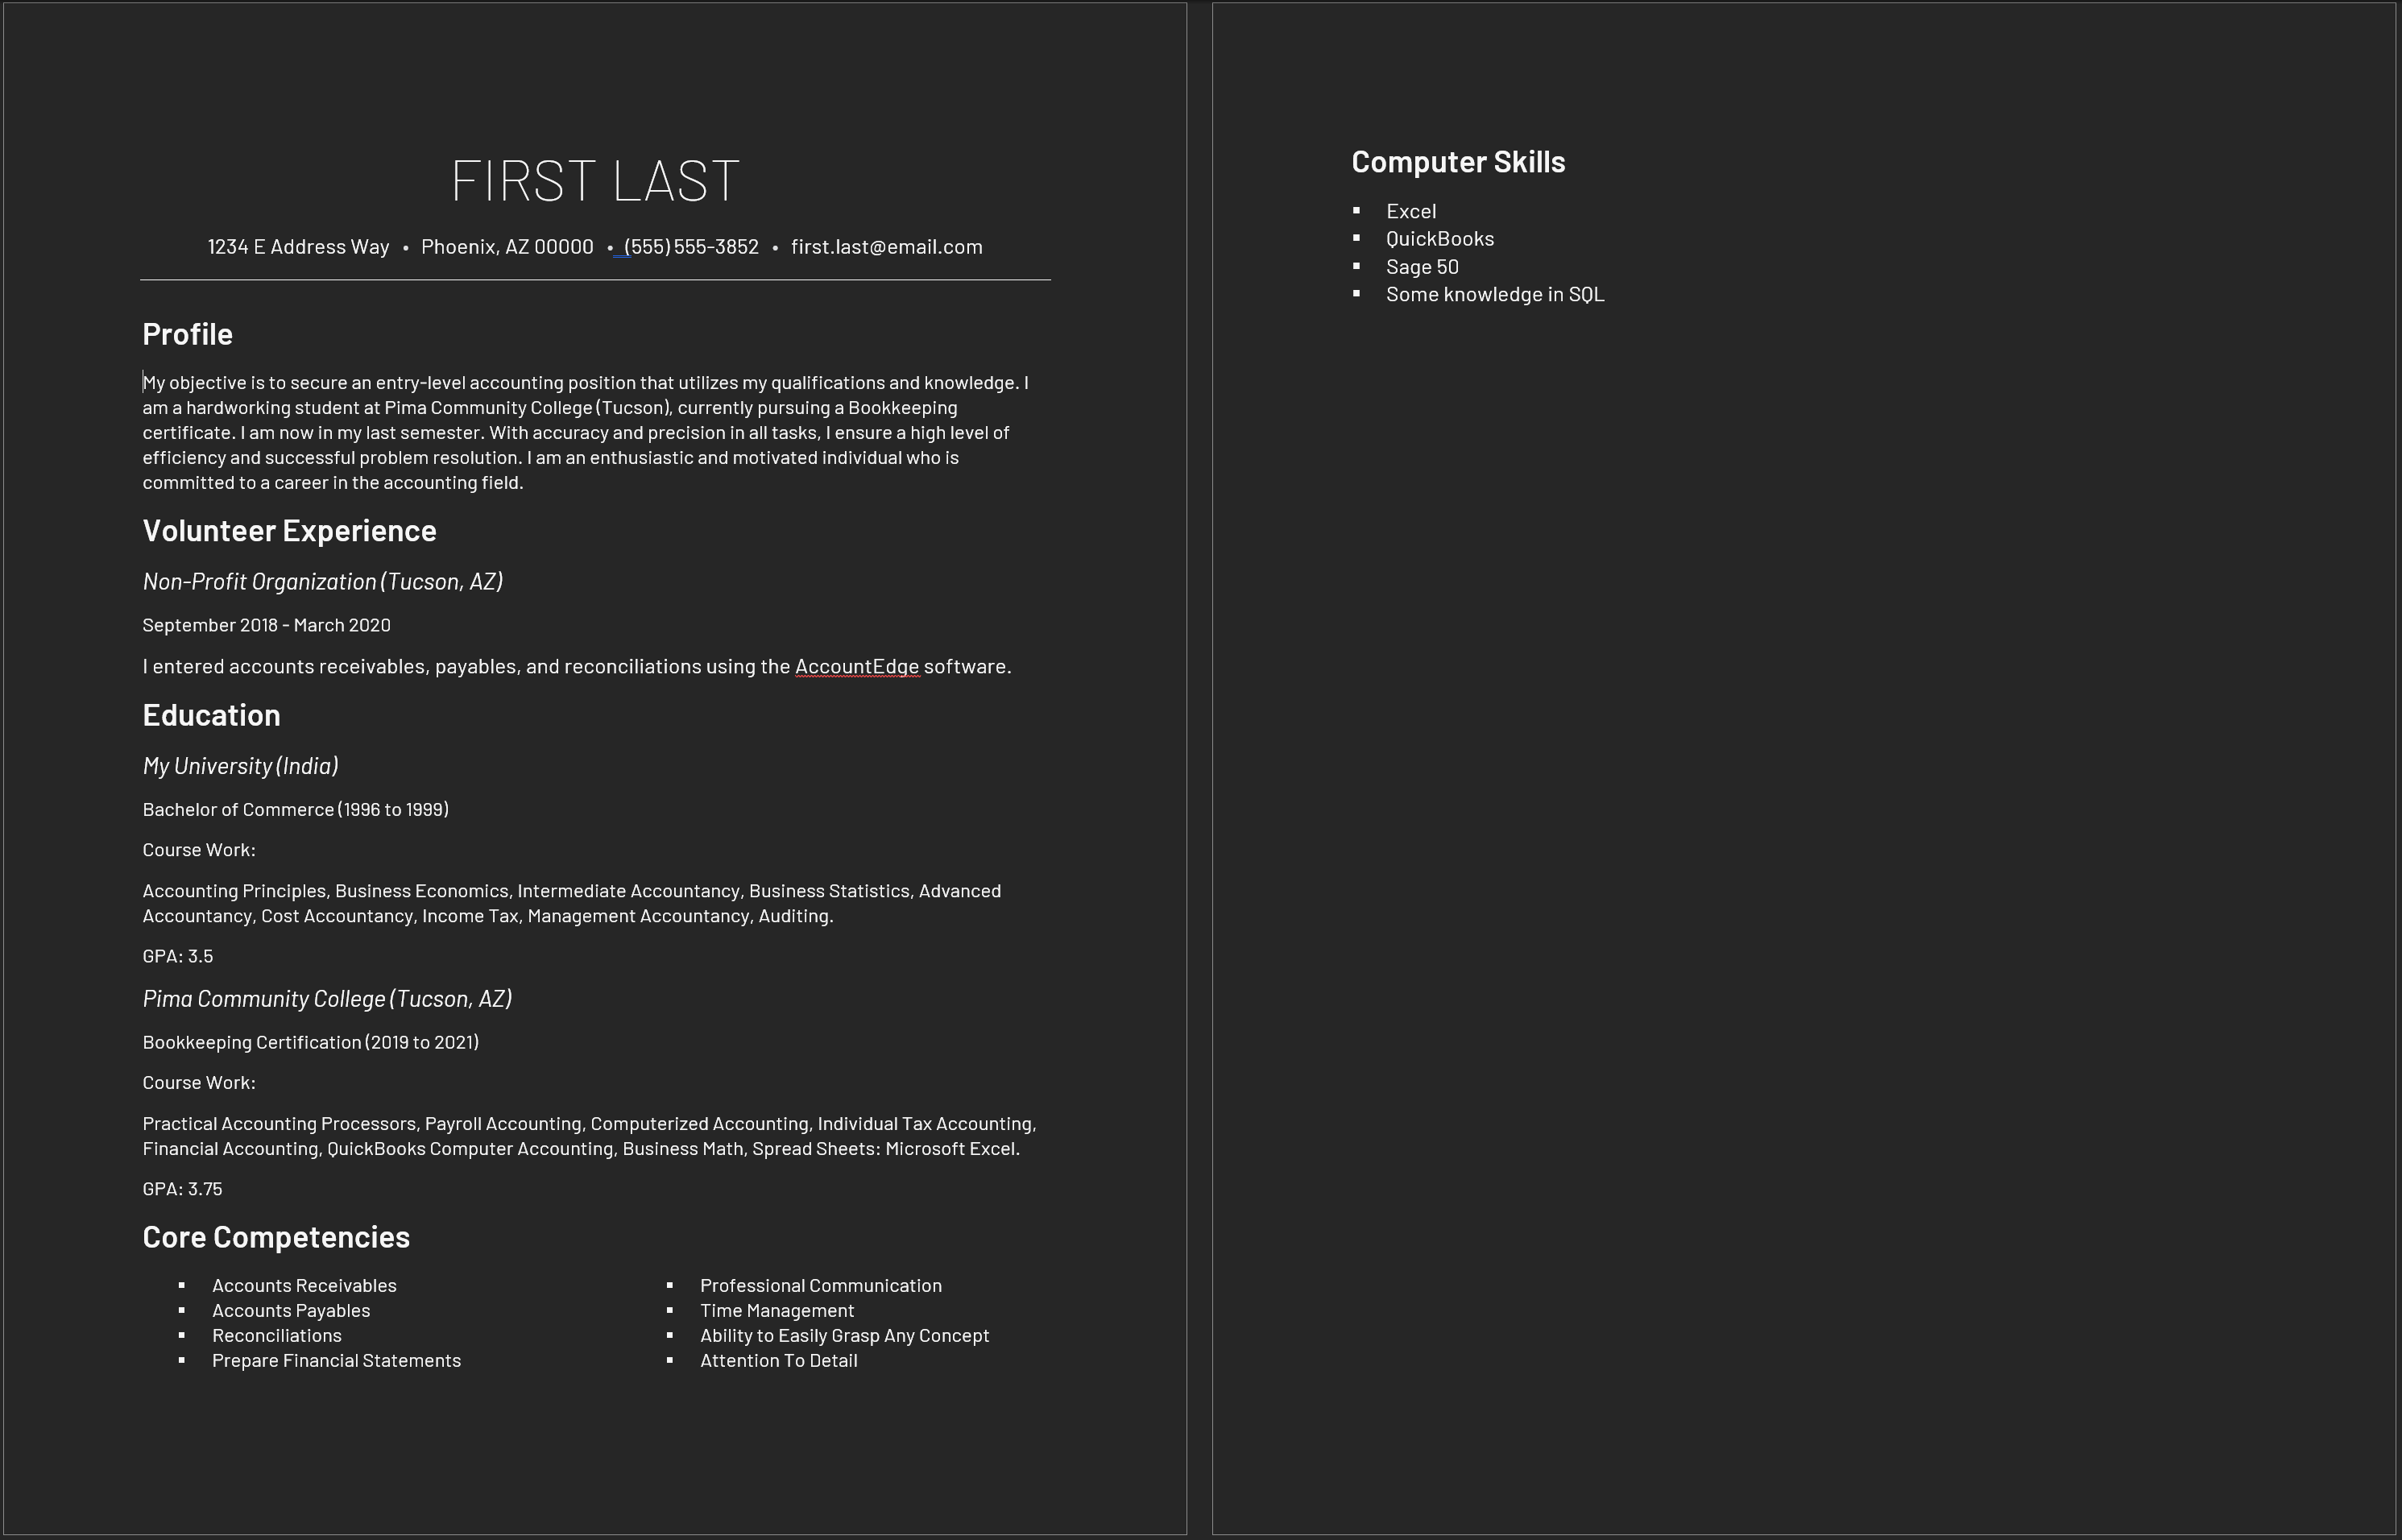 FIRST LAST
1234 E Address Way • Phoenix, AZ 00000 • (555) 555-3852 • first.last@email.com
Profile
My objective is to secure an entry-level accounting position that utilizes my qualifications and knowledge. I
am a hardworking student at Pima Community College (Tucson), currently pursuing a Bookkeeping
certificate. I am now in my last semester. With accuracy and precision in all tasks, I ensure a high level of
efficiency and successful problem resolution. I am an enthusiastic and motivated individual who is
committed to a career in the accounting field.
Volunteer Experience
Non-Profit Organization (Tucson, AZ)
September 2018 - March 2020
I entered accounts receivables, payables, and reconciliations using the AccountEdge software.
Education
My University (India)
Bachelor of Commerce (1996 to 1999)
Course Work:
Accounting Principles, Business Economics, Intermediate Accountancy, Business Statistics, Advanced
Accountancy, Cost Accountancy, Income Tax, Management Accountancy, Auditing.
GPA: 3.5
Pima Community College (Tucson, AZ)
Bookkeeping Certification (2019 to 2021)
Course Work:
Practical Accounting Processors, Payroll Accounting, Computerized Accounting, Individual Tax Accounting,
Financial Accounting, QuickBooks Computer Accounting, Business Math, Spread Sheets: Microsoft Excel.
GPA: 3.75
Core Competencies
▪ Accounts Receivables
▪ Accounts Payables
▪ Reconciliations
▪ Prepare Financial Statements
▪ Professional Communication
▪ Time Management
▪ Ability to Easily Grasp Any Concept
▪ Attention To Detail
Computer Skills
▪ Excel
▪ QuickBooks
▪ Sage 50
▪ Some knowledge in SQL